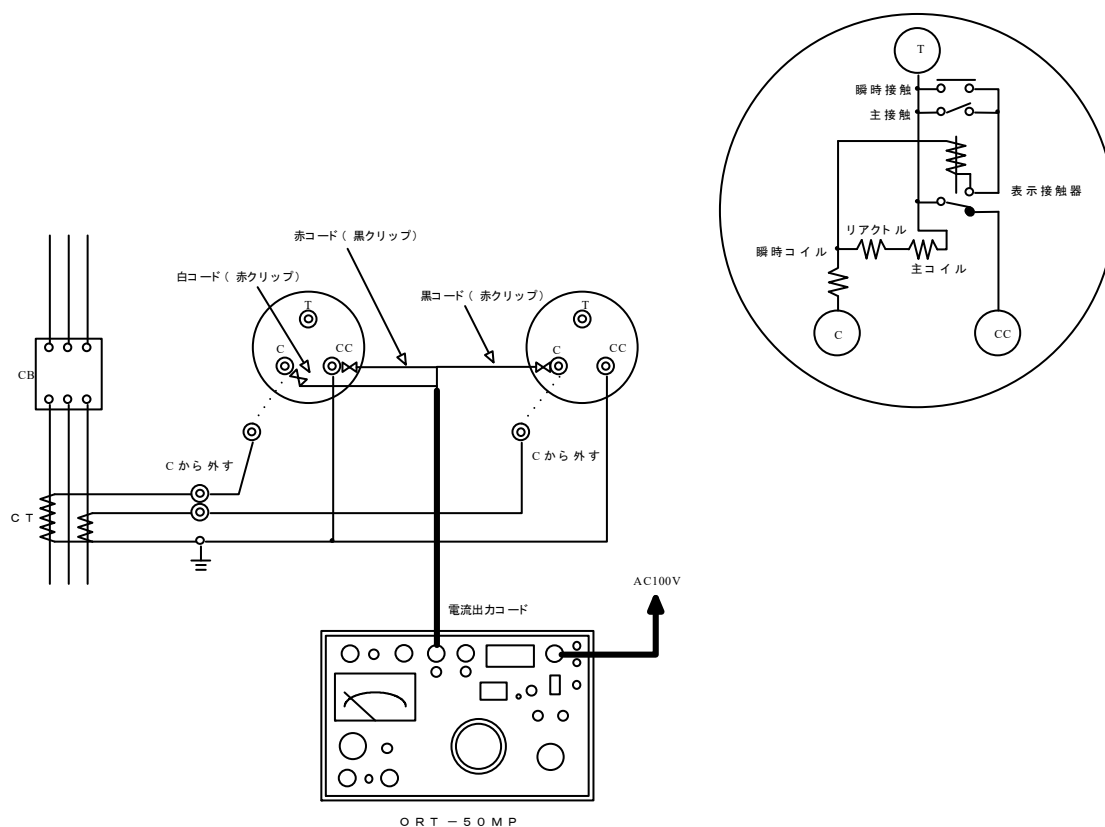 T
瞬時接触
主接触
表示接触器
リアクトル
瞬時コイル
主コイル
C
CC
赤コード( 黒クリップ)
白コード( 赤クリップ)
黒コード( 赤クリップ)
T
C
CC
T
C
CC
CB
Cから外す
Cから外す
CT
AC100V
電流出力コード
ORT－50MP